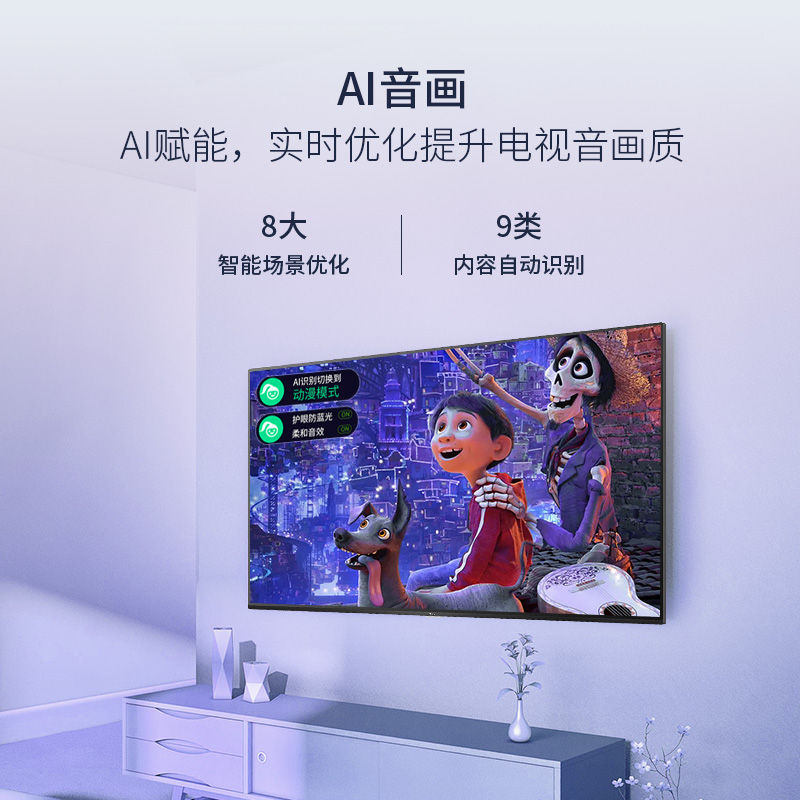 AI音画
AI赋能，实时优化提升电视音画质
8大
智能场景优化
9类
内容自动识别
AI识别切换到
动漫模式
护眼防蓝光 ON
柔和音效 ON